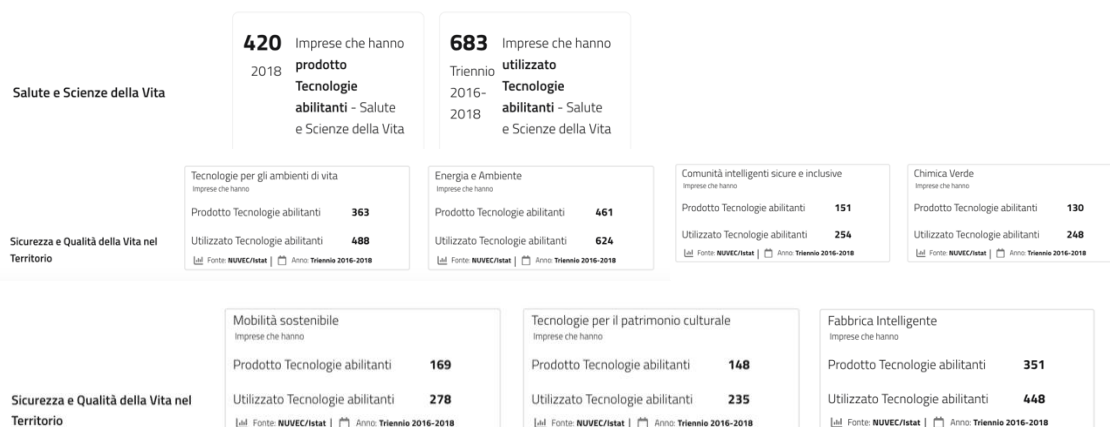 Salute e Scienze della Vita
420
2018
Imprese che hanno
prodotto
Tecnologie
abilitanti - Salute
e Scienze della Vita
683
Triennio
2016-
2018
Imprese che hanno
utilizzato
Tecnologie
abilitanti - Salute
e Scienze della Vita
Sicurezza e Qualità della Vita nel
Territorio
Tecnologie per gli ambienti di vita
Imprese che hanno
Prodotto Tecnologie abilitanti 363
Utilizzato Tecnologie abilitanti 488
Fonte: NUVEC/Istat | Anno: Triennio 2016-2018
Energia e Ambiente
Imprese che hanno
Prodotto Tecnologie abilitanti 461
Utilizzato Tecnologie abilitanti 624
Fonte: NUVEC/Istat | Anno: Triennio 2016-2018
Comunità intelligenti sicure e inclusive
Imprese che hanno
Prodotto Tecnologie abilitanti 151
Utilizzato Tecnologie abilitanti 254
Fonte: NUVEC/Istat | Anno: Triennio 2016-2018
Chimica Verde
Imprese che hanno
Prodotto Tecnologie abilitanti 130
Utilizzato Tecnologie abilitanti 248
Fonte: NUVEC/Istat | Anno: Triennio 2016-2018
Sicurezza e Qualità della Vita nel
Territorio
Mobilità sostenibile
Imprese che hanno
Prodotto Tecnologie abilitanti 169
Utilizzato Tecnologie abilitanti 278
Fonte: NUVEC/Istat | Anno: Triennio 2016-2018
Tecnologie per il patrimonio culturale
Imprese che hanno
Prodotto Tecnologie abilitanti 148
Utilizzato Tecnologie abilitanti 235
Fonte: NUVEC/Istat | Anno: Triennio 2016-2018
Fabbrica Intelligente
Imprese che hanno
Prodotto Tecnologie abilitanti 351
Utilizzato Tecnologie abilitanti 448
Fonte: NUVEC/Istat | Anno: Triennio 2016-2018